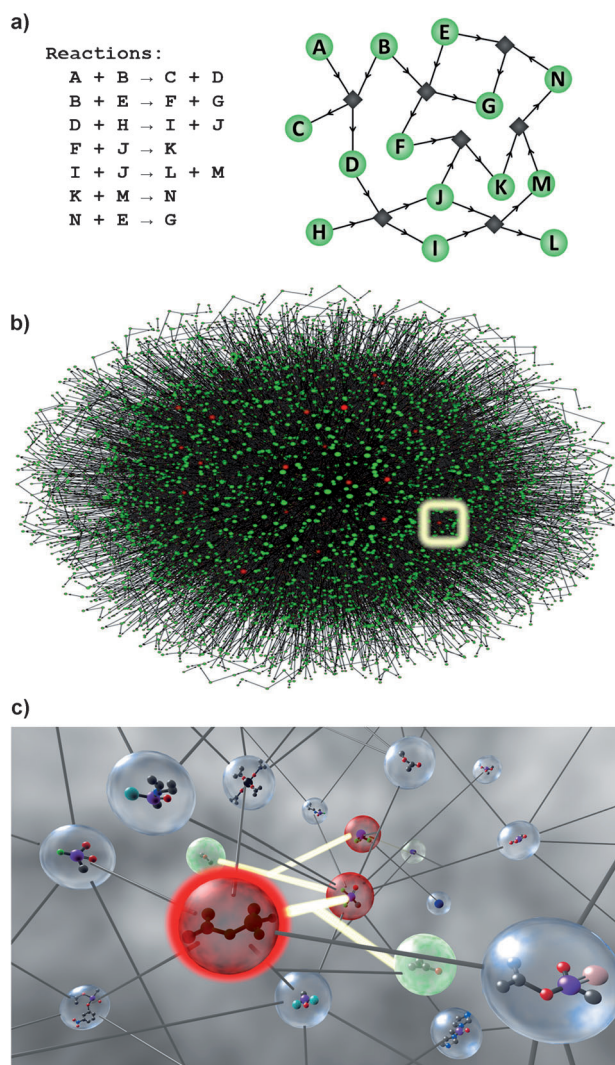 a)
Reactions:
A + B → C + D
B + E → F + G
D + H → I + J
F + J → K
I + J → L + M
K + M → N
N + E → G
A
B
E
N
C
G
D
F
K
M
J
H
I
L
b)
c)